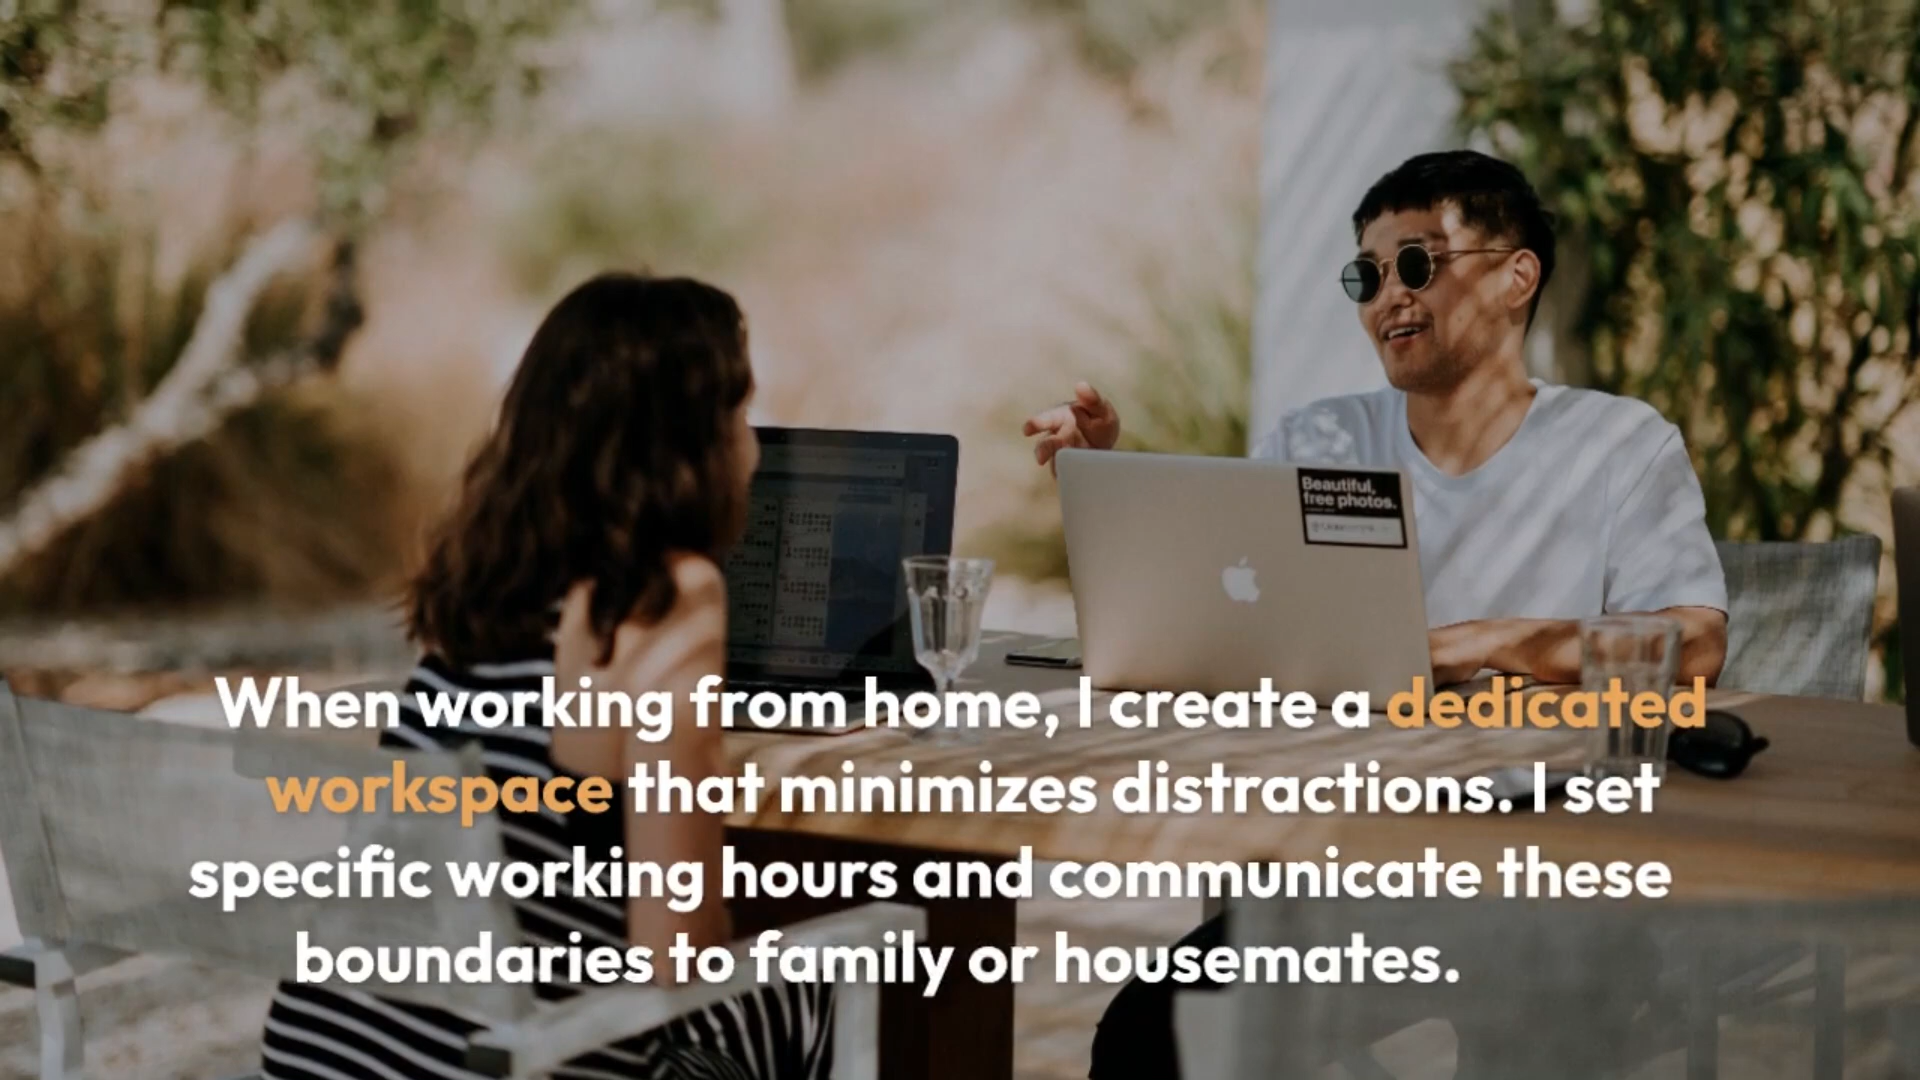 Beautiful,
free photos.
When working from home, I create a dedicated
workspace that minimizes distractions. I set
specific working hours and communicate these
boundaries to family or housemates.